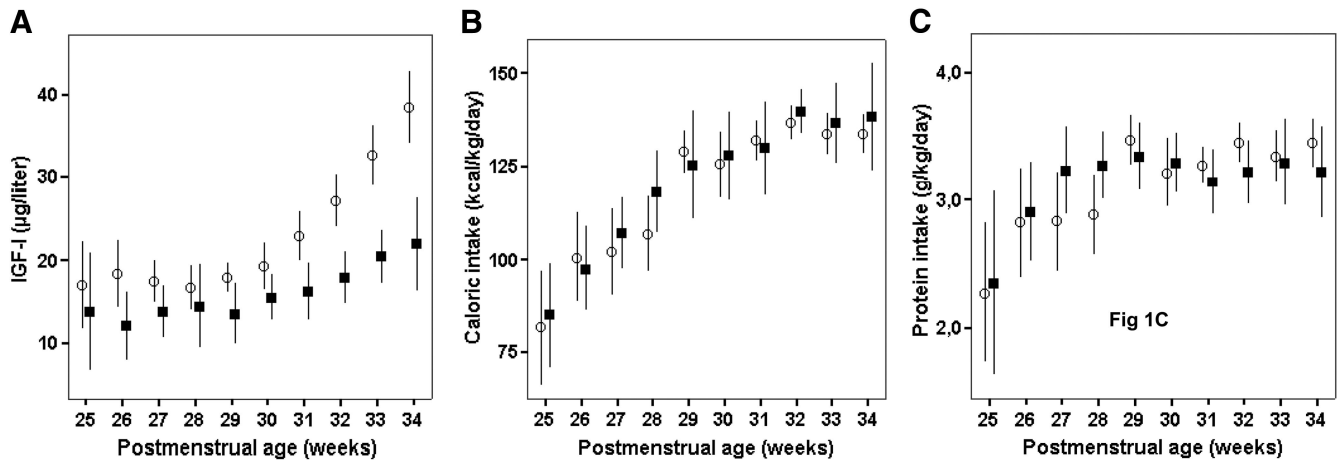 A
IGF-I (µg/liter)
40
30
20
10
25 26 27 28 29 30 31 32 33 34
Postmenstrual age (weeks)
B
Caloric intake (kcal/kg/day)
150
125
100
75
25 26 27 28 29 30 31 32 33 34
Postmenstrual age (weeks)
C
Protein intake (g/kg/day)
4,0
3,0
2,0
Fig 1C
25 26 27 28 29 30 31 32 33 34
Postmenstrual age (weeks)